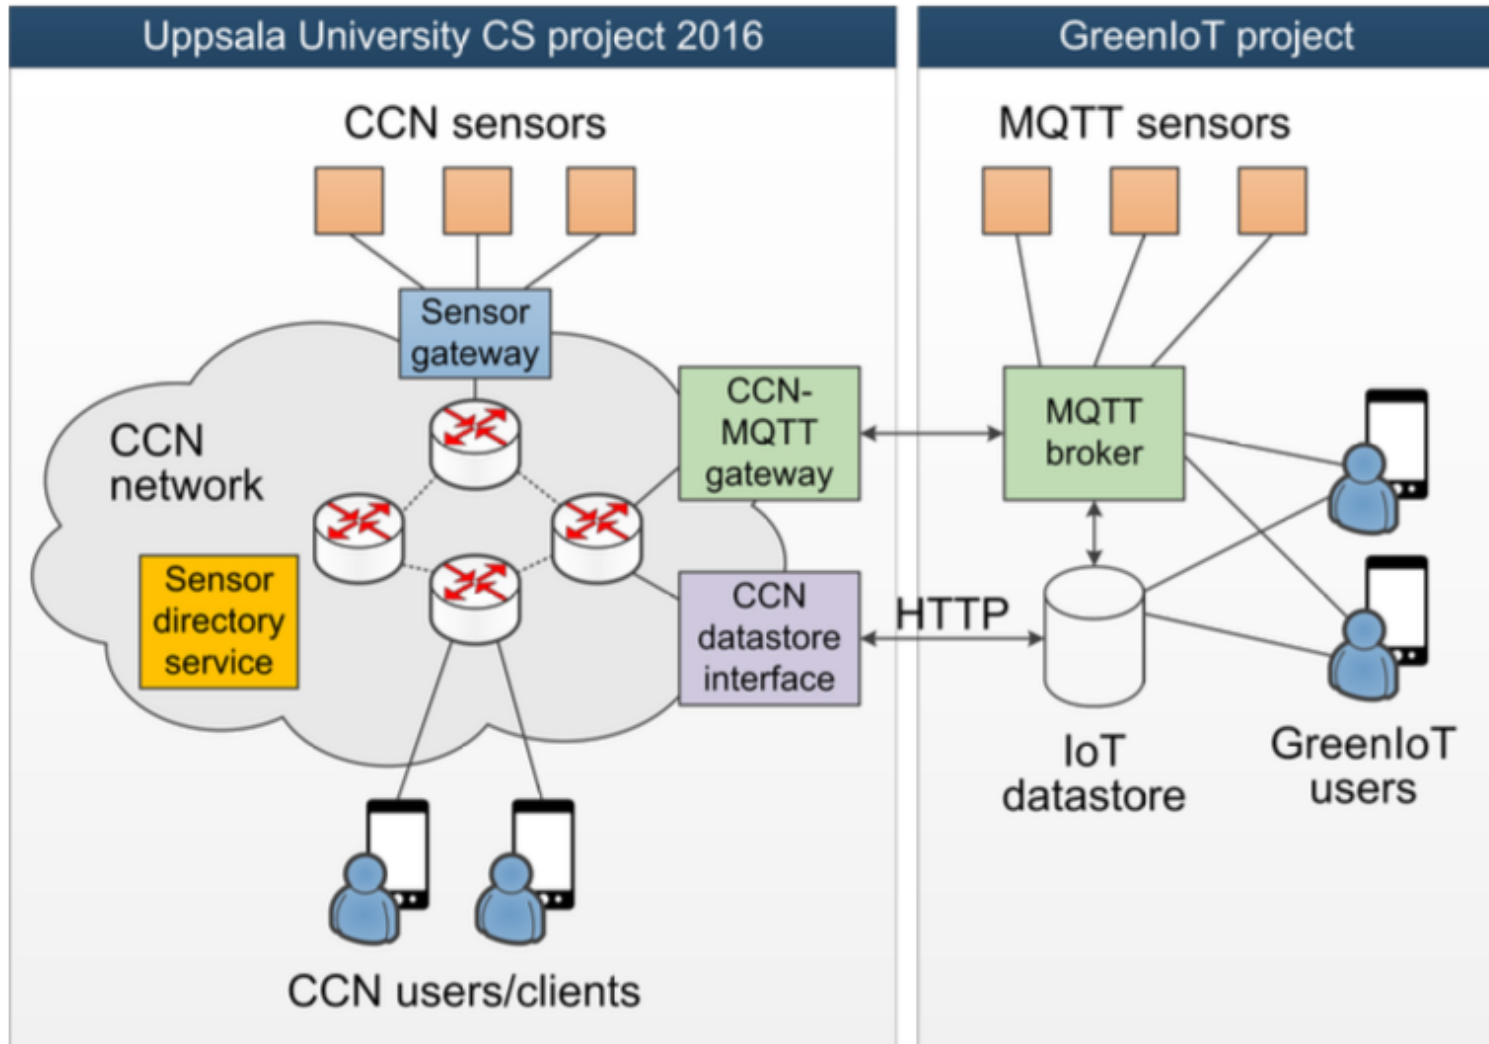 Uppsala University CS project 2016
GreenIoT project
CCN sensors
MQTT sensors
Sensor
gateway
CCN-
MQTT
gateway
MQTT
broker
CCN
network
Sensor
directory
service
CCN
datastore
interface
HTTP
IoT
datastore
GreenIoT
users
CCN users/clients